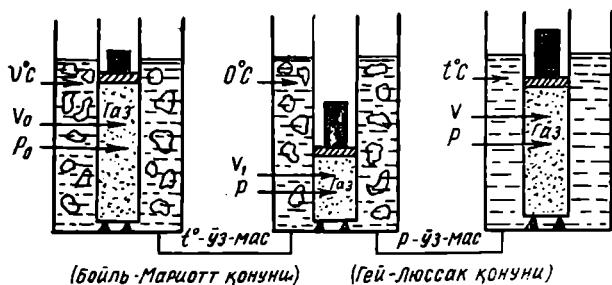 0°C
V₀
P₀
Газ
0°C
V₁
P
Газ
t°C
V
P
Газ
t°-ўз-мас
p-ўз-мас
(Бойль-Мариотт қонуни)
(Гей-Люссак қонуни)